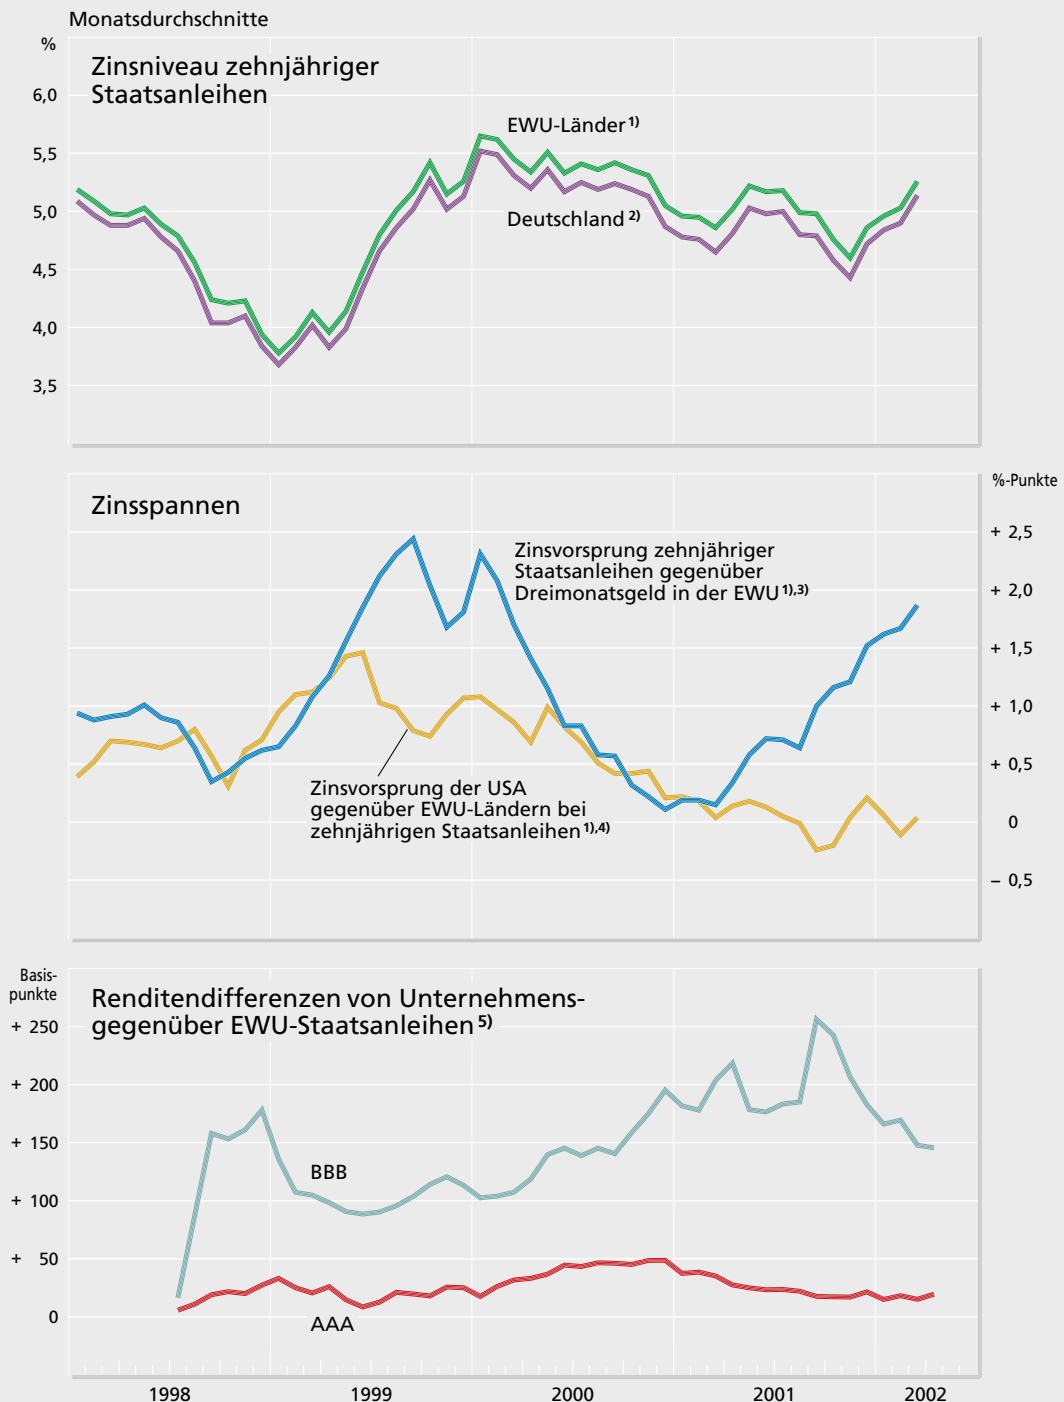 Monatsdurchschnitte
%
Zinsniveau zehnjähriger
Staatsanleihen
6,0
EWU-Länder 1)
5,5
5,0
Deutschland 2)
4,5
4,0
3,5
%-Punkte
Zinsspannen
+ 2,5
Zinsvorsprung zehnjähriger
Staatsanleihen gegenüber
Dreimonatsgeld in der EWU 1),3)
+ 2,0
+ 1,5
+ 1,0
+ 0,5
Zinsvorsprung der USA
gegenüber EWU-Ländern bei
zehnjährigen Staatsanleihen 1),4)
0
– 0,5
Basis-
punkte
Renditendifferenzen von Unternehmens-
gegenüber EWU-Staatsanleihen 5)
+ 250
+ 200
+ 150
BBB
+ 100
+ 50
0
AAA
1998 1999 2000 2001 2002